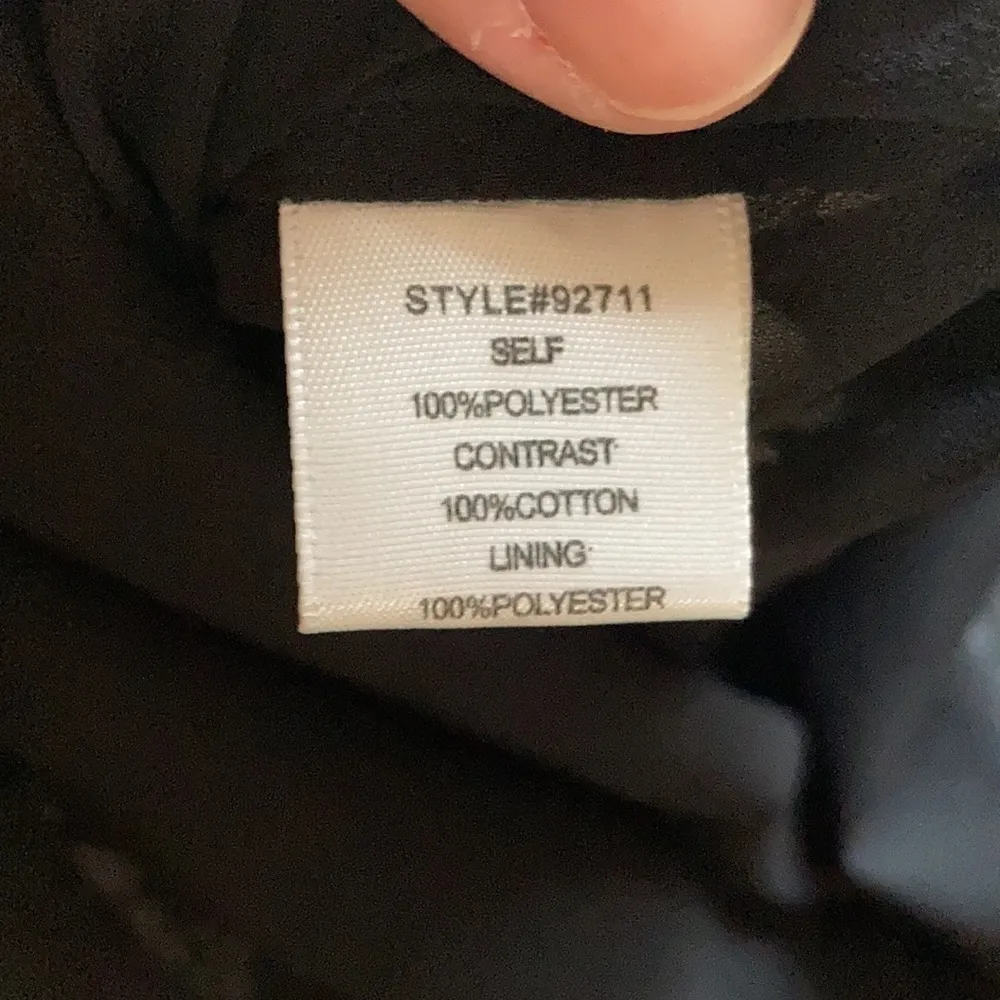 STYLE#92711
SELF
100%POLYESTER
CONTRAST
100%COTTON
LINING
100%POLYESTER